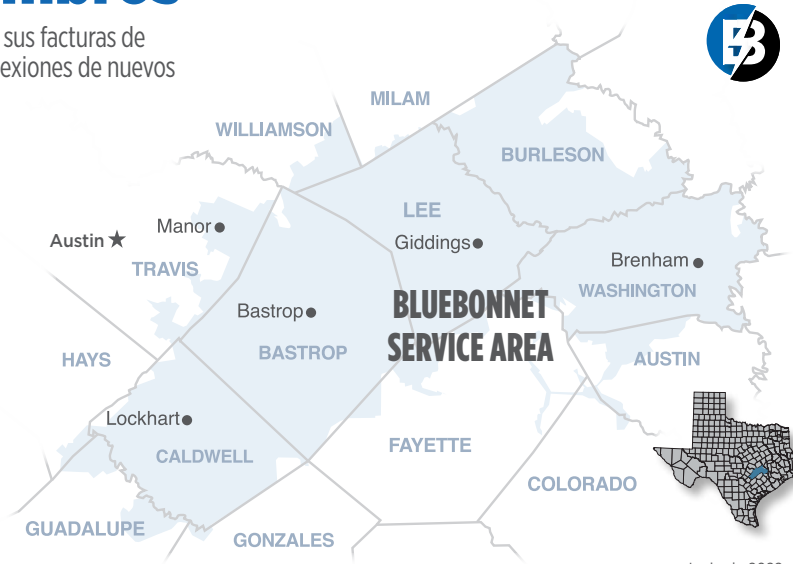 sus facturas de
exiones de nuevos
MILAM
WILLIAMSON
BURLESON
LEE
Manor
Austin
Giddings
TRAVIS
Brenham
WASHINGTON
Bastrop
BLUEBONNET
SERVICE AREA
BASTROP
HAYS
AUSTIN
Lockhart
CALDWELL
FAYETTE
COLORADO
GUADALUPE
GONZALES